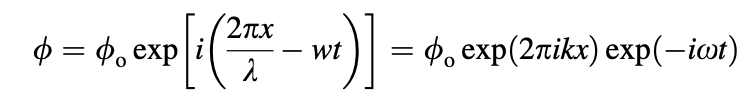 ϕ = ϕ₀ exp[i(2πx/λ − wt)] = ϕ₀ exp(2πikx) exp(−iωt)